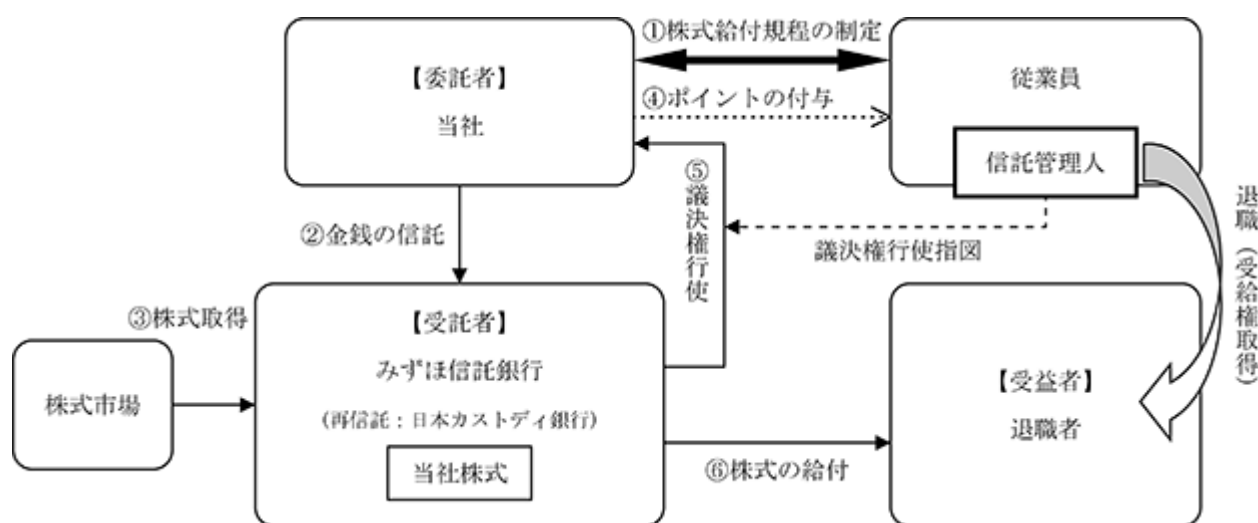 ①株式給付規程の制定
【委託者】
当社
従業員
④ポイントの付与
信託管理人
⑤議決権行使
②金銭の信託
議決権行使指図
退職(受給権取得)
③株式取得
【受託者】
みずほ信託銀行
(再信託:日本カストディ銀行)
当社株式
株式市場
【受益者】
退職者
⑥株式の給付